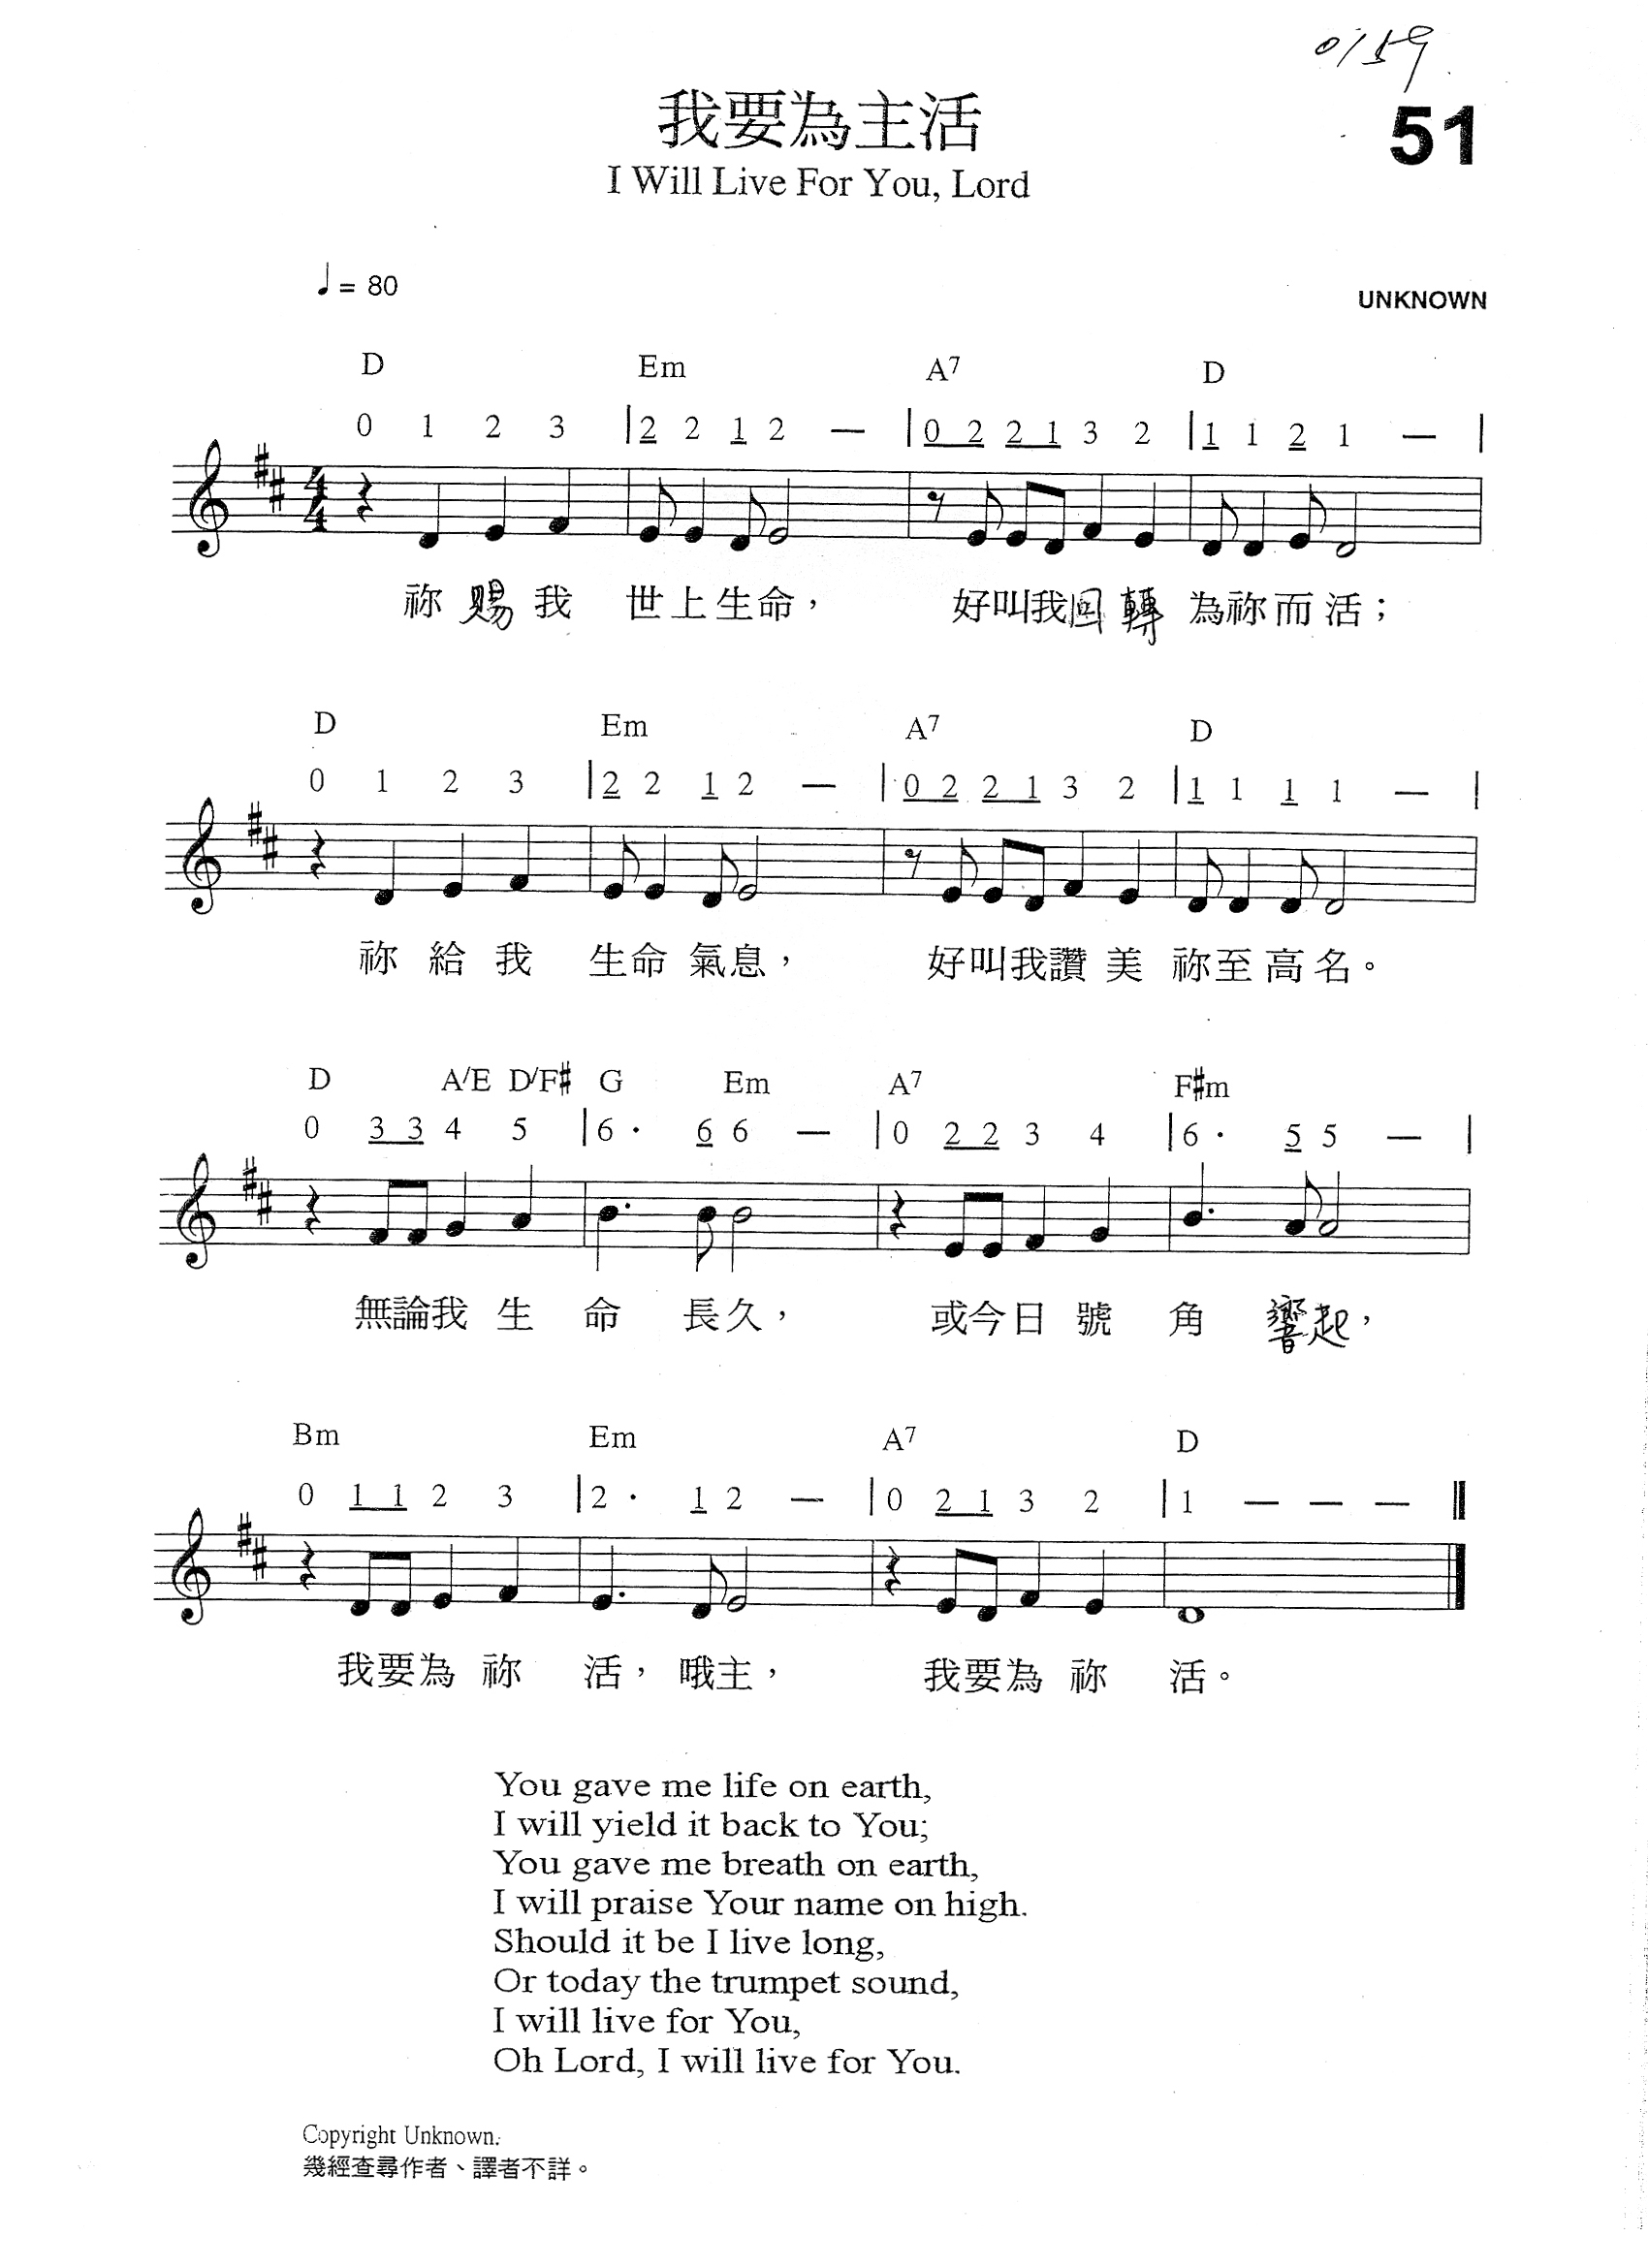 0159
我要為主活
51
I Will Live For You, Lord
♩= 80
UNKNOWN
D Em A7 D
0 1 2 3 | 2 2 1 2 — | 0 2 2 1 3 2 | 1 1 2 1 — |
4/4
祢賜我 世上生命， 好叫我回轉 為祢而活；
D Em A7 D
0 1 2 3 | 2 2 1 2 — | 0 2 2 1 3 2 | 1 1 1 1 — |
祢給我 生命氣息， 好叫我讚美 祢至高名。
D A/E D/F♯ G Em A7 F♯m
0 3 3 4 5 | 6· 6 6 — | 0 2 2 3 4 | 6· 5 5 — |
無論我生命 長久， 或今日號角 響起，
Bm Em A7 D
0 1 1 2 3 | 2· 1 2 — | 0 2 1 3 2 | 1 — — — ‖
我要為祢活，哦主， 我要為祢活。
You gave me life on earth,
I will yield it back to You;
You gave me breath on earth,
I will praise Your name on high.
Should it be I live long,
Or today the trumpet sound,
I will live for You,
Oh Lord, I will live for You.
Copyright Unknown.
幾經查尋作者、譯者不詳。